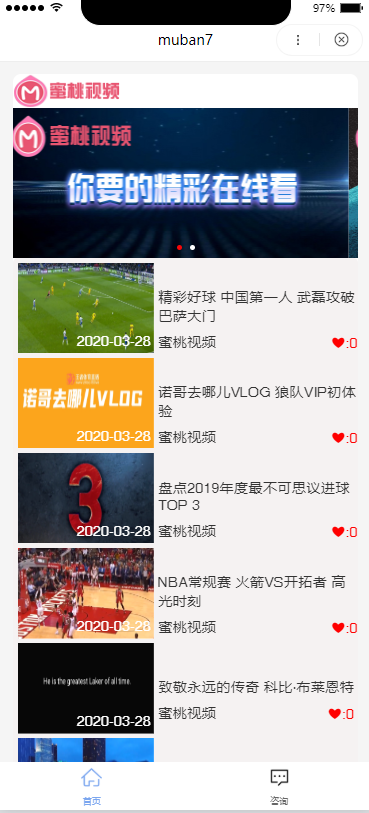 97%
muban7
蜜桃视频
蜜桃视频
你要的精彩在线看
2020-03-28
精彩好球 中国第一人 武磊攻破
巴萨大门
蜜桃视频
:0
诺哥去哪儿VLOG
2020-03-28
诺哥去哪儿VLOG 狼队VIP初体
验
蜜桃视频
:0
3
2020-03-28
盘点2019年度最不可思议进球
TOP 3
蜜桃视频
:0
2020-03-28
NBA常规赛 火箭VS开拓者 高
光时刻
蜜桃视频
:0
He is the greatest Laker of all time.
2020-03-28
致敬永远的传奇 科比·布莱恩特
蜜桃视频
:0
首页
咨询